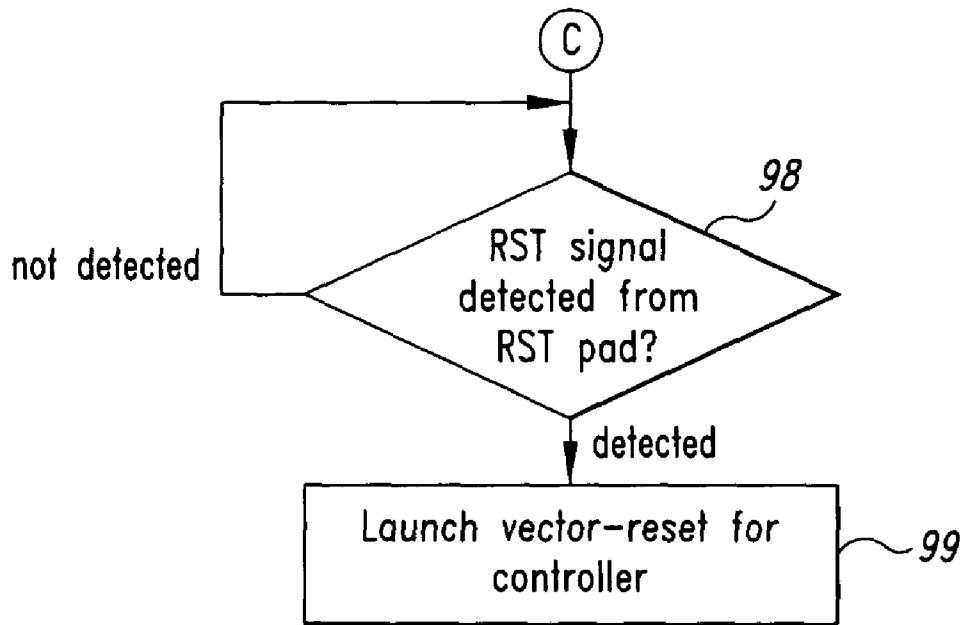 C
98
RST signal
not detected
detected from
RST pad?
detected
Launch vector-reset for
controller
99